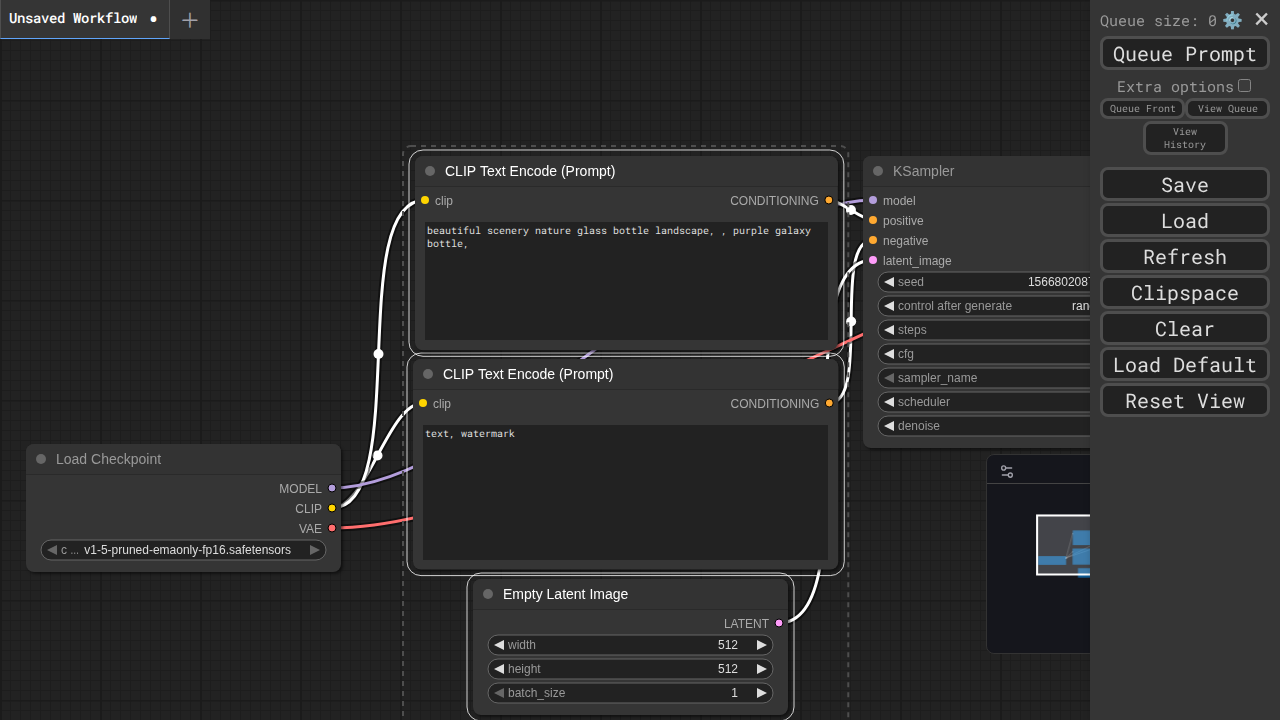 Unsaved Workflow
Queue size: 0
Queue Prompt
Extra options
Queue Front
View Queue
View
History
Save
Load
Refresh
Clipspace
Clear
Load Default
Reset View
CLIP Text Encode (Prompt)
clip
CONDITIONING
beautiful scenery nature glass bottle landscape, , purple galaxy
bottle,
CLIP Text Encode (Prompt)
clip
CONDITIONING
text, watermark
KSampler
model
positive
negative
latent_image
seed 1566802087
control after generate ran
steps
cfg
sampler_name
scheduler
denoise
Load Checkpoint
MODEL
CLIP
VAE
c ... v1-5-pruned-emaonly-fp16.safetensors
Empty Latent Image
LATENT
width 512
height 512
batch_size 1